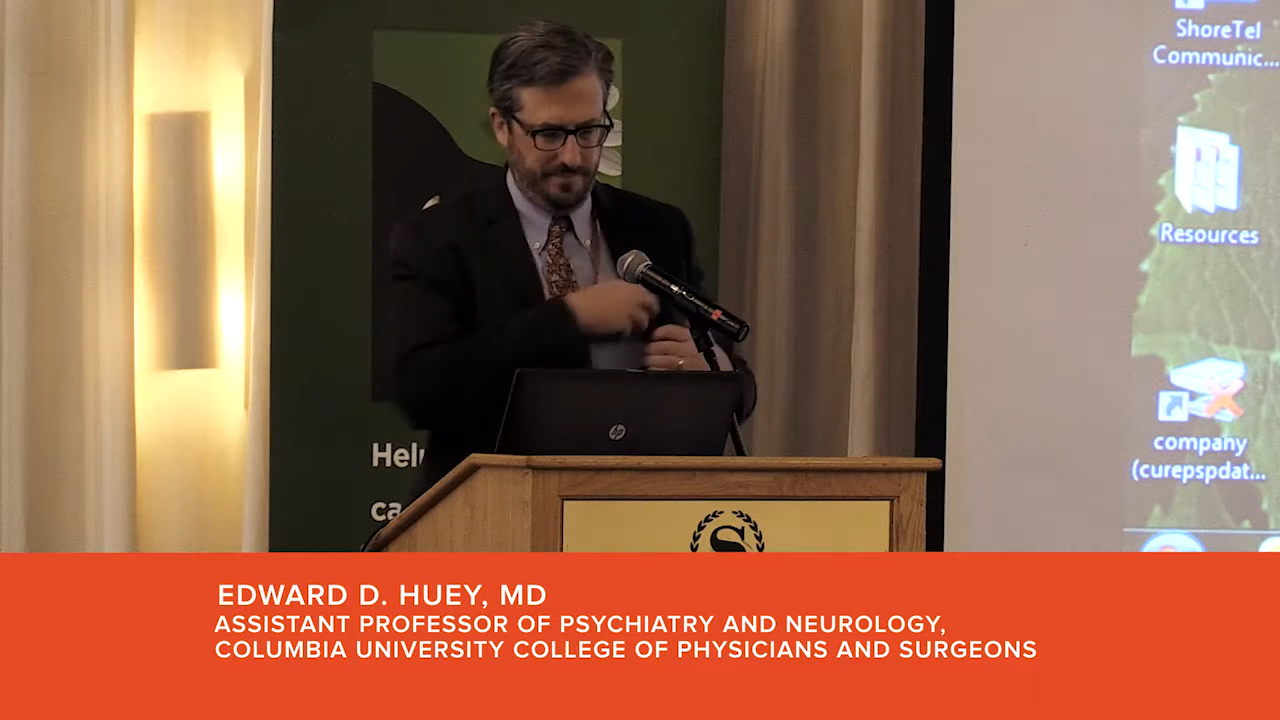 ShoreTel
Communic...
Resources
company
(curepspdat...
hp
Hel
ca
S
EDWARD D. HUEY, MD
ASSISTANT PROFESSOR OF PSYCHIATRY AND NEUROLOGY,
COLUMBIA UNIVERSITY COLLEGE OF PHYSICIANS AND SURGEONS